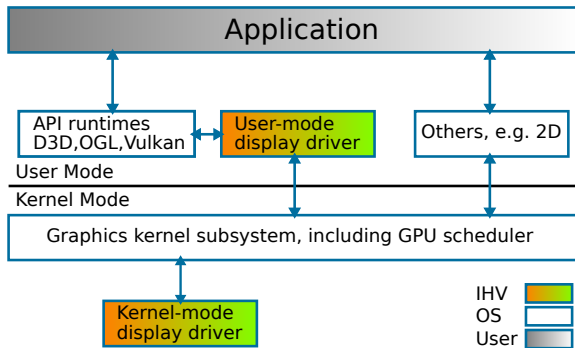 Application
API runtimes
D3D,OGL,Vulkan
User-mode
display driver
Others, e.g. 2D
User Mode
Kernel Mode
Graphics kernel subsystem, including GPU scheduler
Kernel-mode
display driver
IHV
OS
User